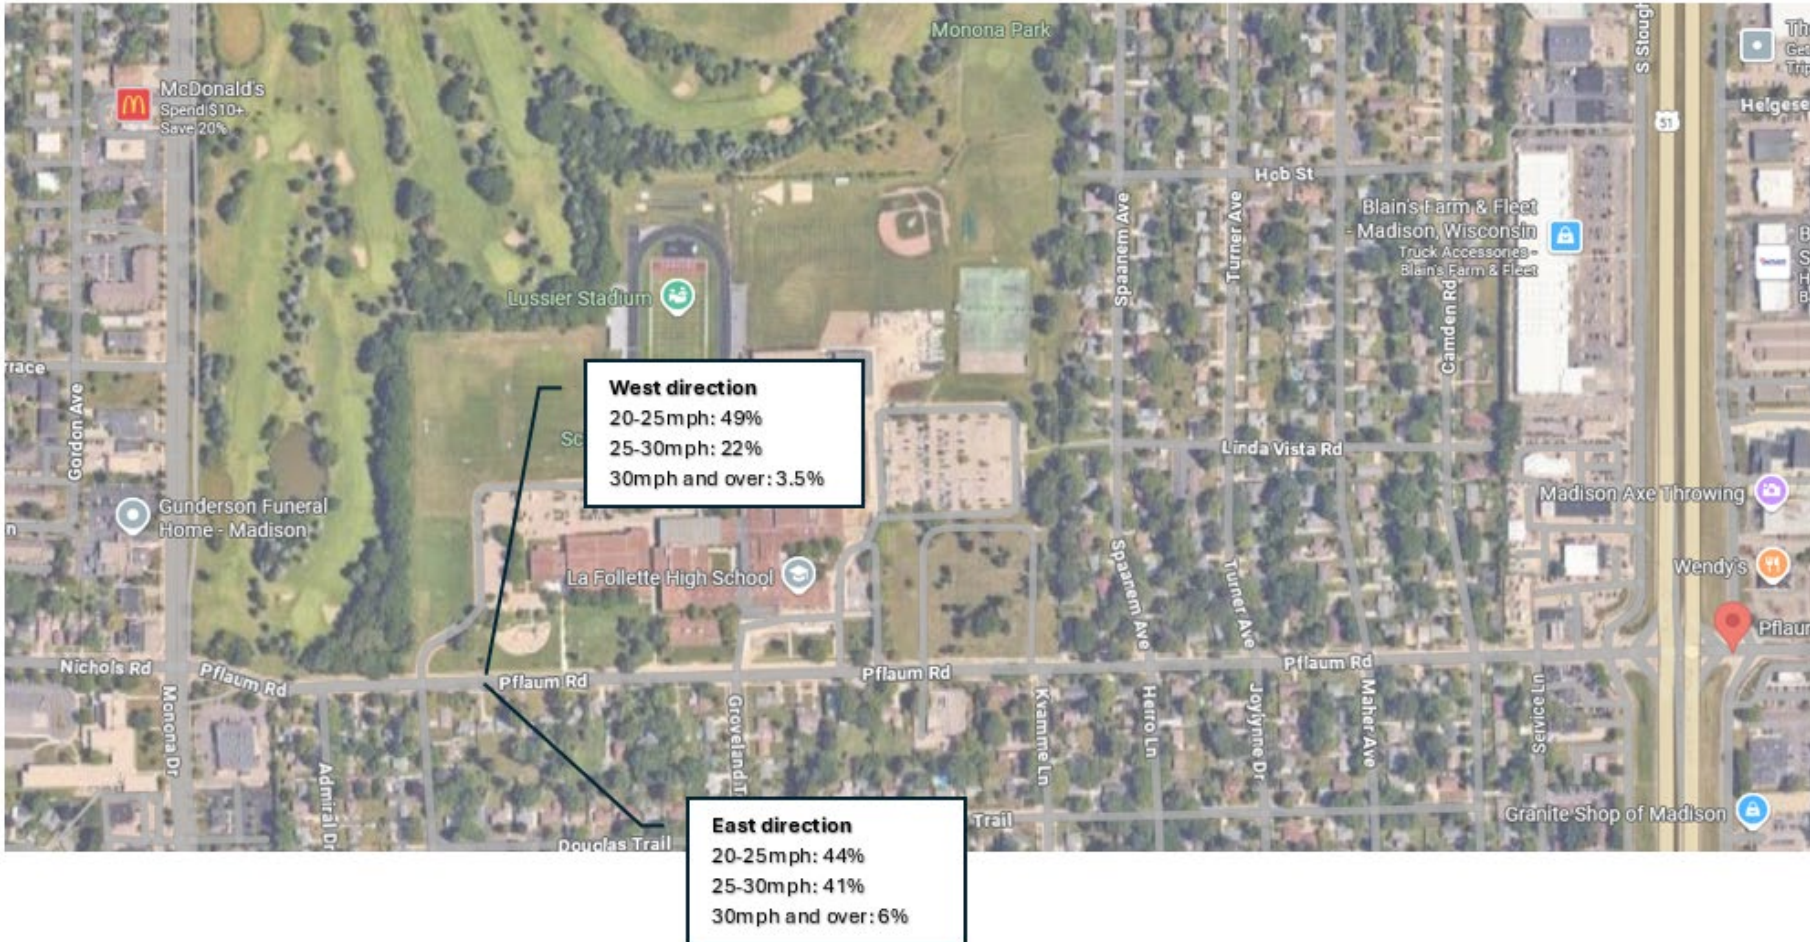 Monona Park
S Stough
McDonald's
Spend $10+
Save 20%
51
Helgese
Hob St
Spaanem Ave
Turner Ave
Camden Rd
Blain's Farm & Fleet
- Madison, Wisconsin
Truck Accessories -
Blain's Farm & Fleet
Lussier Stadium
rrace
Gordon Ave
West direction
20-25mph: 49%
25-30mph: 22%
30mph and over: 3.5%
Sc
Linda Vista Rd
Madison Axe Throwing
Gunderson Funeral
Home - Madison
n
La Follette High School
Spaanem Ave
Turner Ave
Wendy's
Pflaur
Nichols Rd
Pflaum Rd
Pflaum Rd
Pflaum Rd
Pflaum Rd
Monona Dr
Admiral Dr
Groveland T
Kvamme Ln
Herro Ln
Joylynne Dr
Maher Ave
Service Ln
Granite Shop of Madison
Douglas Trail
Trail
East direction
20-25mph: 44%
25-30mph: 41%
30mph and over: 6%